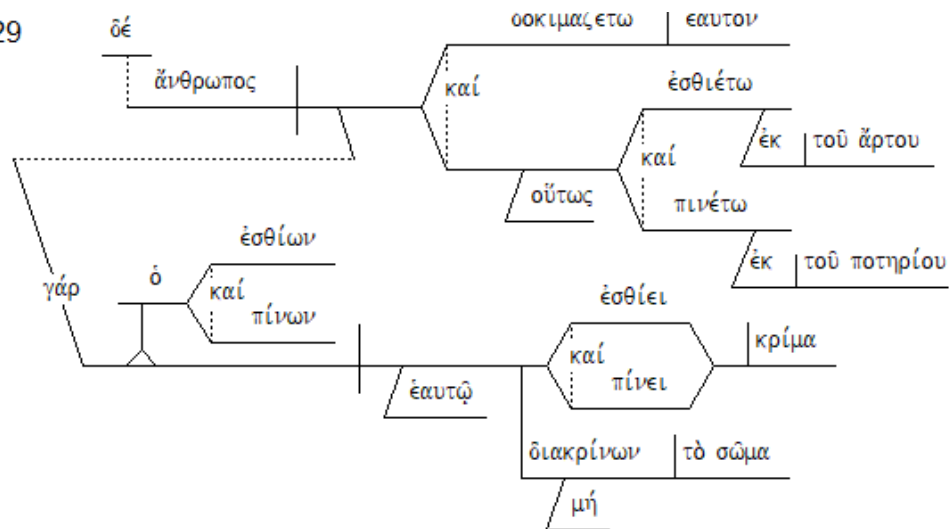 29
δέ
δοκιμαζέτω
ἑαυτόν
ἄνθρωπος
καί
ἐσθιέτω
ἐκ
τοῦ ἄρτου
καί
οὕτως
πινέτω
ἐκ
τοῦ ποτηρίου
γάρ
ὁ
ἐσθίων
καί
πίνων
ἐσθίει
καί
πίνει
κρίμα
ἑαυτῷ
διακρίνων
τὸ σῶμα
μή